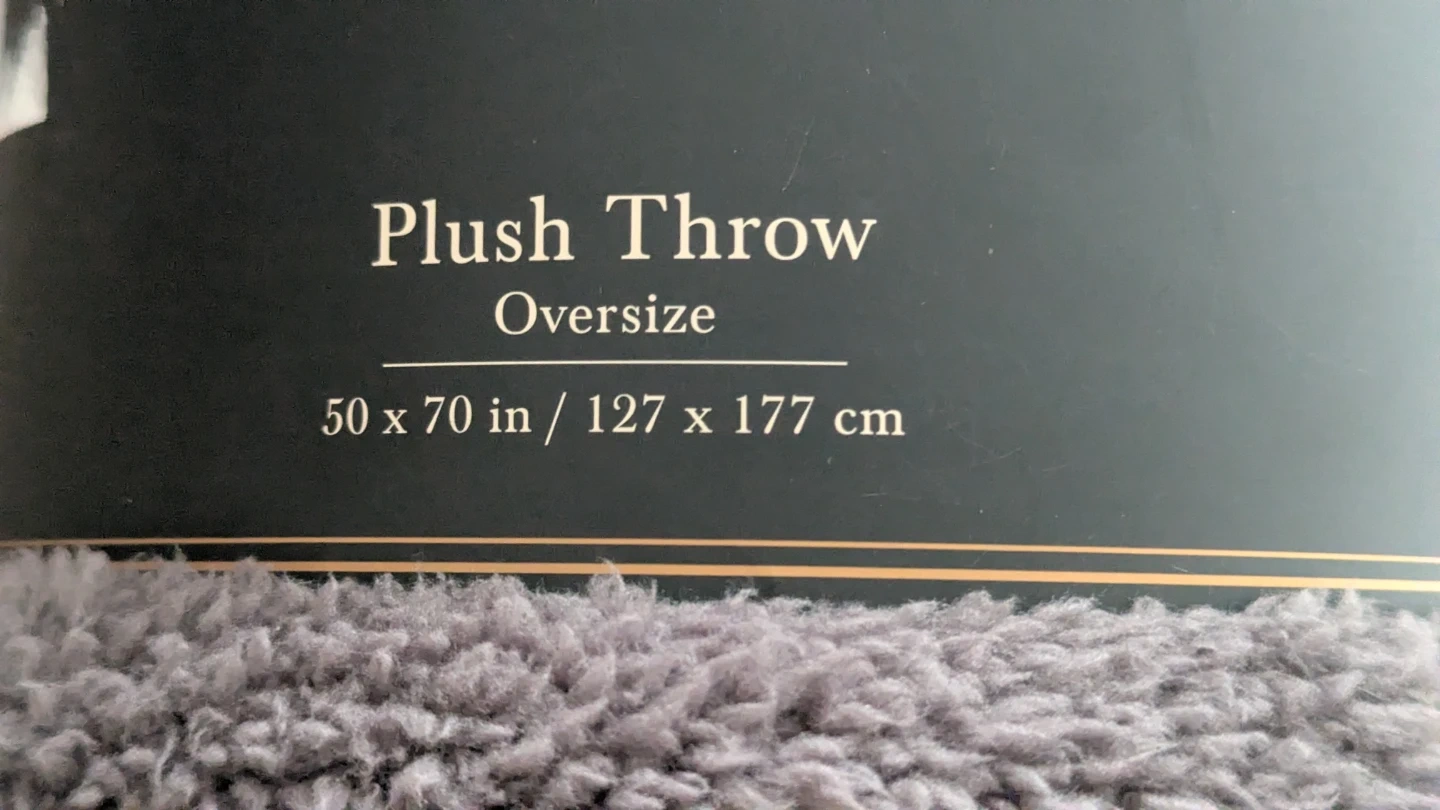 Plush Throw
Oversize
50 x 70 in / 127 x 177 cm